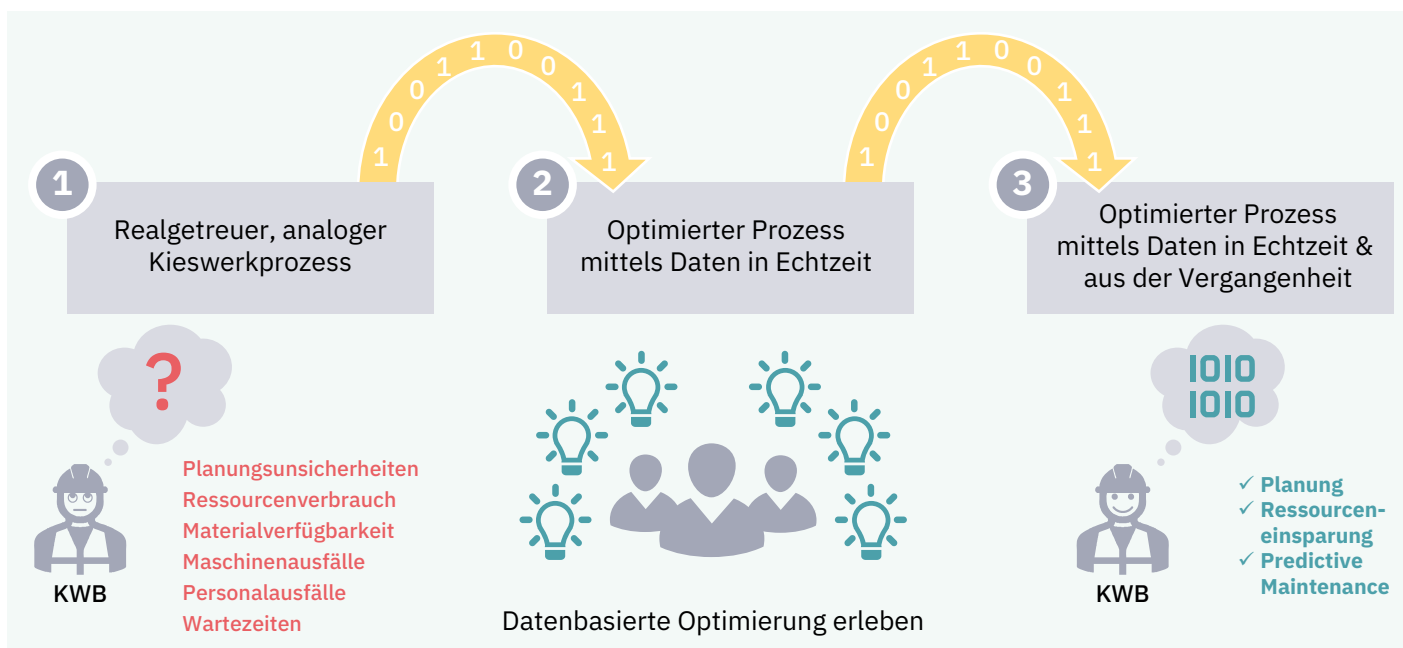 1 0 0 1 1 0 0 1 1 1
1 0 0 1 1 0 0 1 1 1
1
Realgetreuer, analoger
Kieswerkprozess
2
Optimierter Prozess
mittels Daten in Echtzeit
3
Optimierter Prozess
mittels Daten in Echtzeit &
aus der Vergangenheit
?
Planungsunsicherheiten
Ressourcenverbrauch
Materialverfügbarkeit
Maschinenausfälle
Personalausfälle
Wartezeiten
KWB
Datenbasierte Optimierung erleben
1010
1010
✓ Planung
✓ Ressourcen-
einsparung
✓ Predictive
Maintenance
KWB